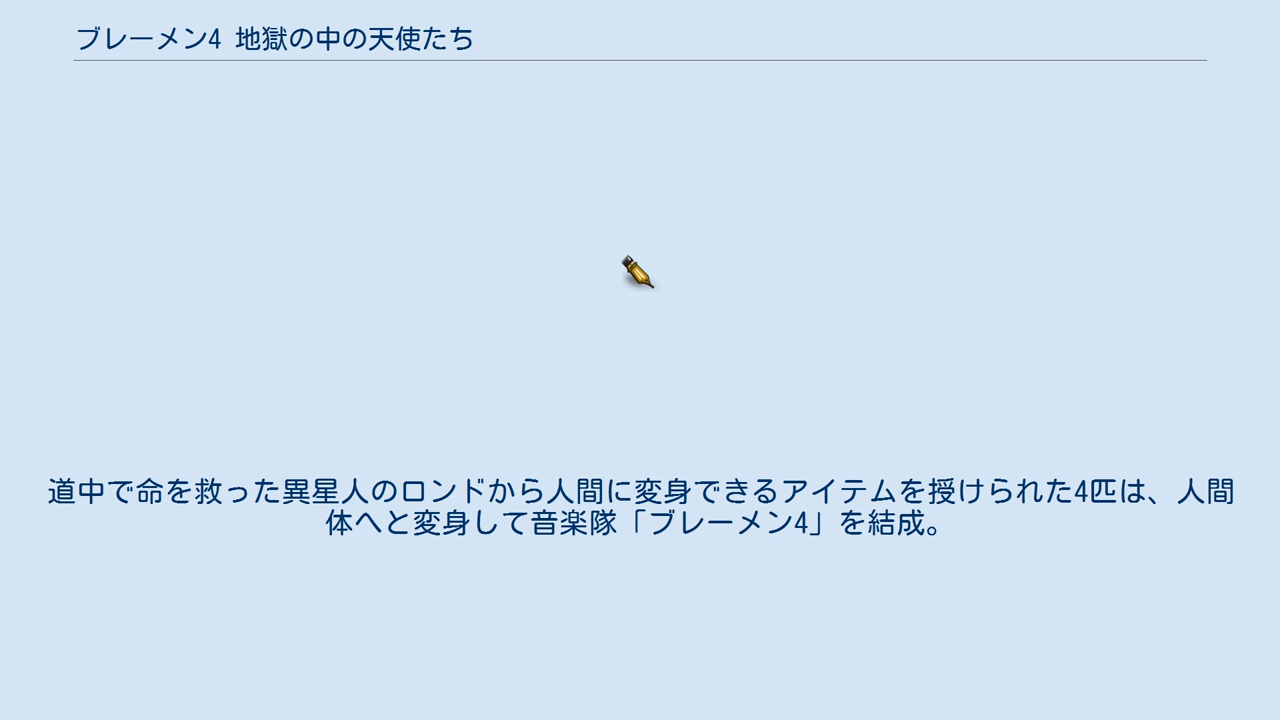 ブレーメン4 地獄の中の天使たち
道中で命を救った異星人のロンドから人間に変身できるアイテムを授けられた4匹は、人間
体へと変身して音楽隊「ブレーメン4」を結成。